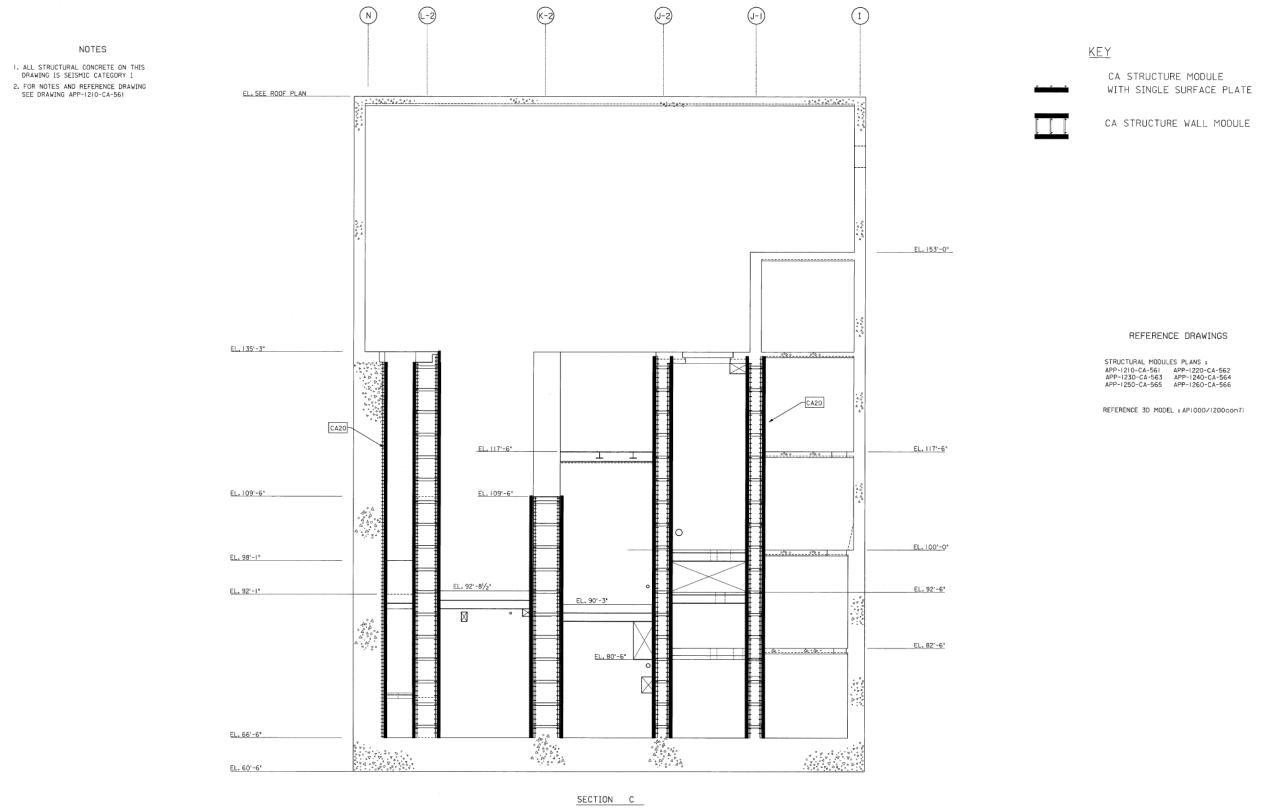 N
L-2
K-2
J-2
J-1
I
NOTES
1. ALL STRUCTURAL CONCRETE ON THIS
DRAWING IS SEISMIC CATEGORY I
2. FOR NOTES AND REFERENCE DRAWING
SEE DRAWING APP-1210-CA-561
KEY
CA STRUCTURE MODULE
WITH SINGLE SURFACE PLATE
CA STRUCTURE WALL MODULE
EL. SEE ROOF PLAN
EL. 153'-0"
EL. 135'-3"
REFERENCE DRAWINGS
STRUCTURAL MODULES PLANS :
APP-1210-CA-561 APP-1220-CA-562
APP-1230-CA-563 APP-1240-CA-564
APP-1250-CA-565 APP-1260-CA-566
REFERENCE 3D MODEL : AP1000/1200con71
CA20
CA20
EL. 117'-6"
EL. 117'-6"
EL. 109'-6"
EL. 109'-6"
EL. 100'-0"
EL. 98'-1"
EL. 92'-1"
EL. 92'-8½"
EL. 90'-3"
EL. 92'-6"
EL. 80'-6"
EL. 82'-6"
EL. 66'-6"
EL. 60'-6"
SECTION C